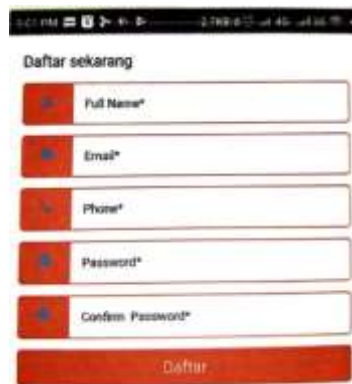 Daftar sekarang
Full Name*
Email*
Phone*
Password*
Confirm Password*
Daftar